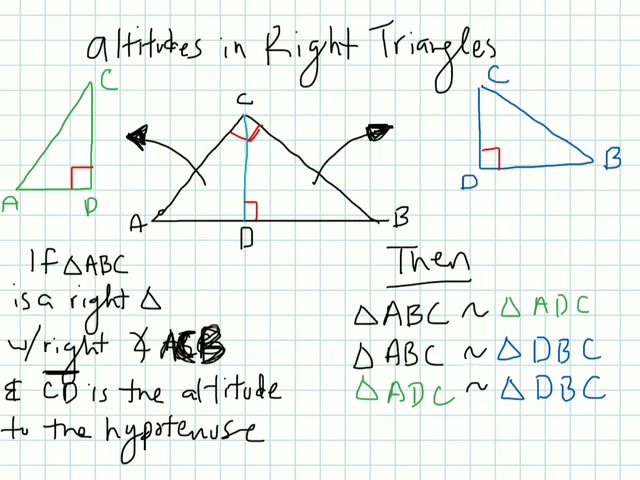 Altitudes in Right Triangles
C
A D
C
A B
D
C
D B
If △ABC
is a right △
w/right ∡ ACB
& CD is the altitude
to the hypotenuse
Then
△ABC ~ △ADC
△ABC ~ △DBC
△ADC ~ △DBC